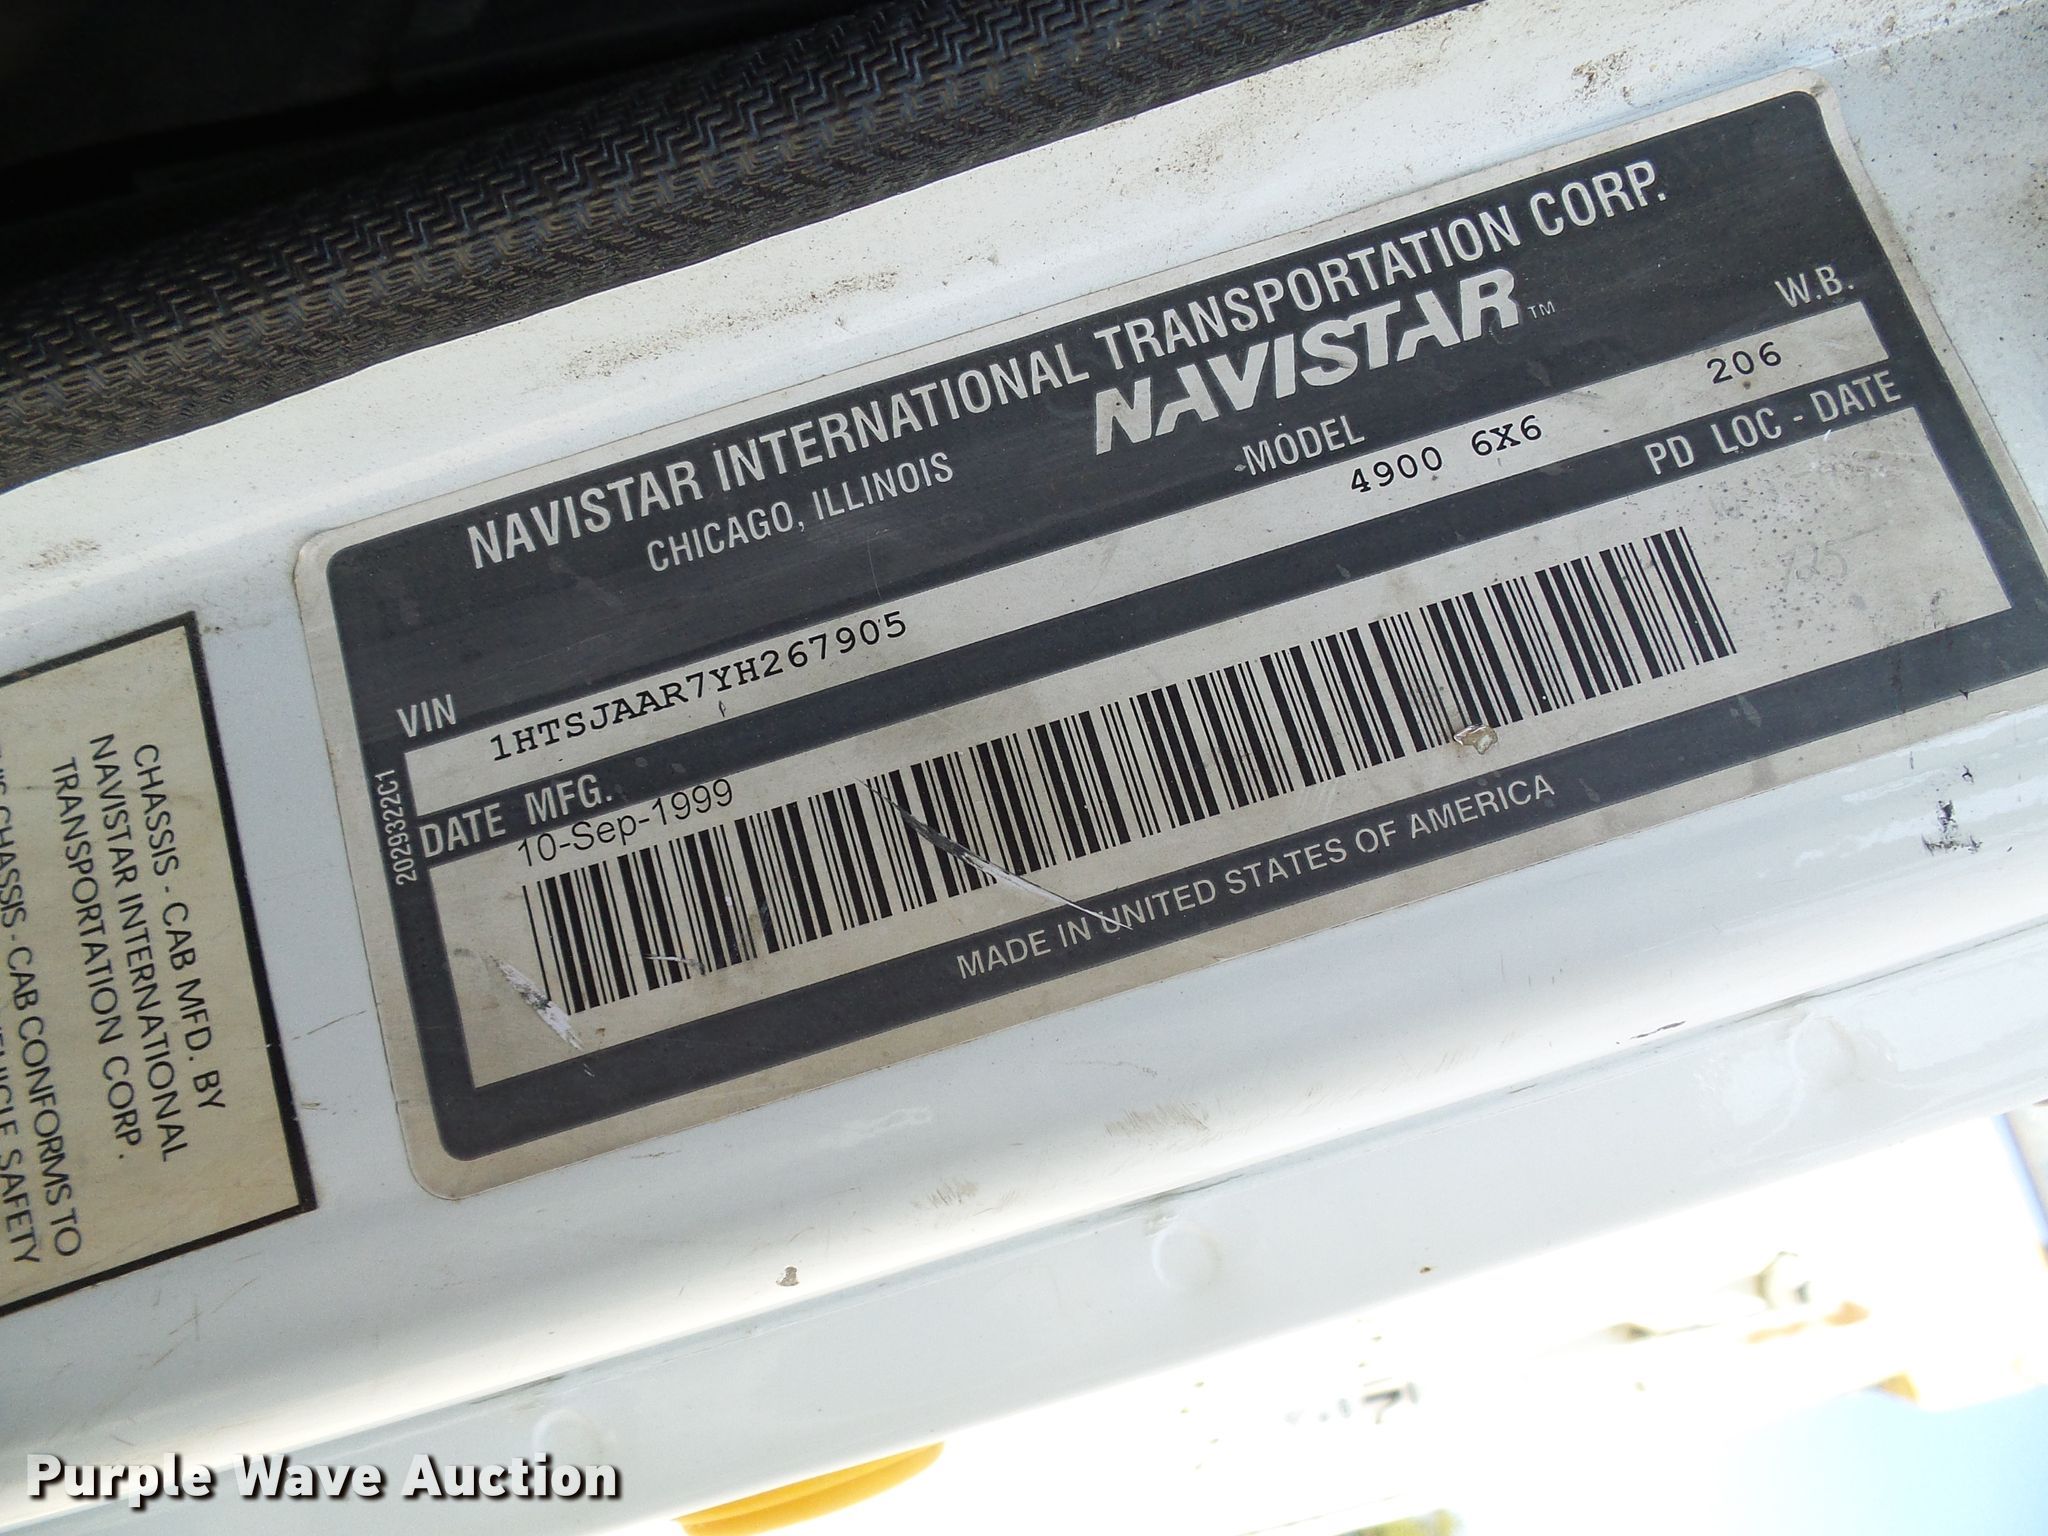 NAVISTAR INTERNATIONAL TRANSPORTATION CORP.
CHICAGO, ILLINOIS
NAVISTAR™
VIN
MODEL
W.B.
1HTSJAAR7YH267905
4900 6X6
206
DATE MFG.
PD LOC - DATE
10-Sep-1999
MADE IN UNITED STATES OF AMERICA
2029322C1
CHASSIS - CAB MFD. BY
NAVISTAR INTERNATIONAL
TRANSPORTATION CORP.
CHASSIS - CAB CONFORMS TO
SAFETY
Purple Wave Auction